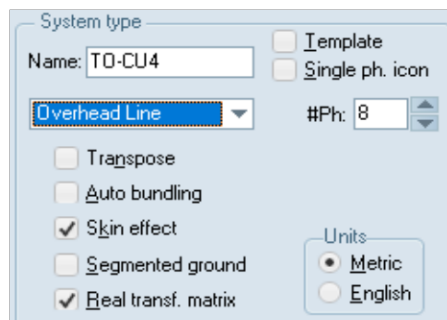 System type
Name: TO-CU4
Template
Single ph. icon
Overhead Line
#Ph: 8
Transpose
Auto bundling
Skin effect
Segmented ground
Real transf. matrix
Units
Metric
English